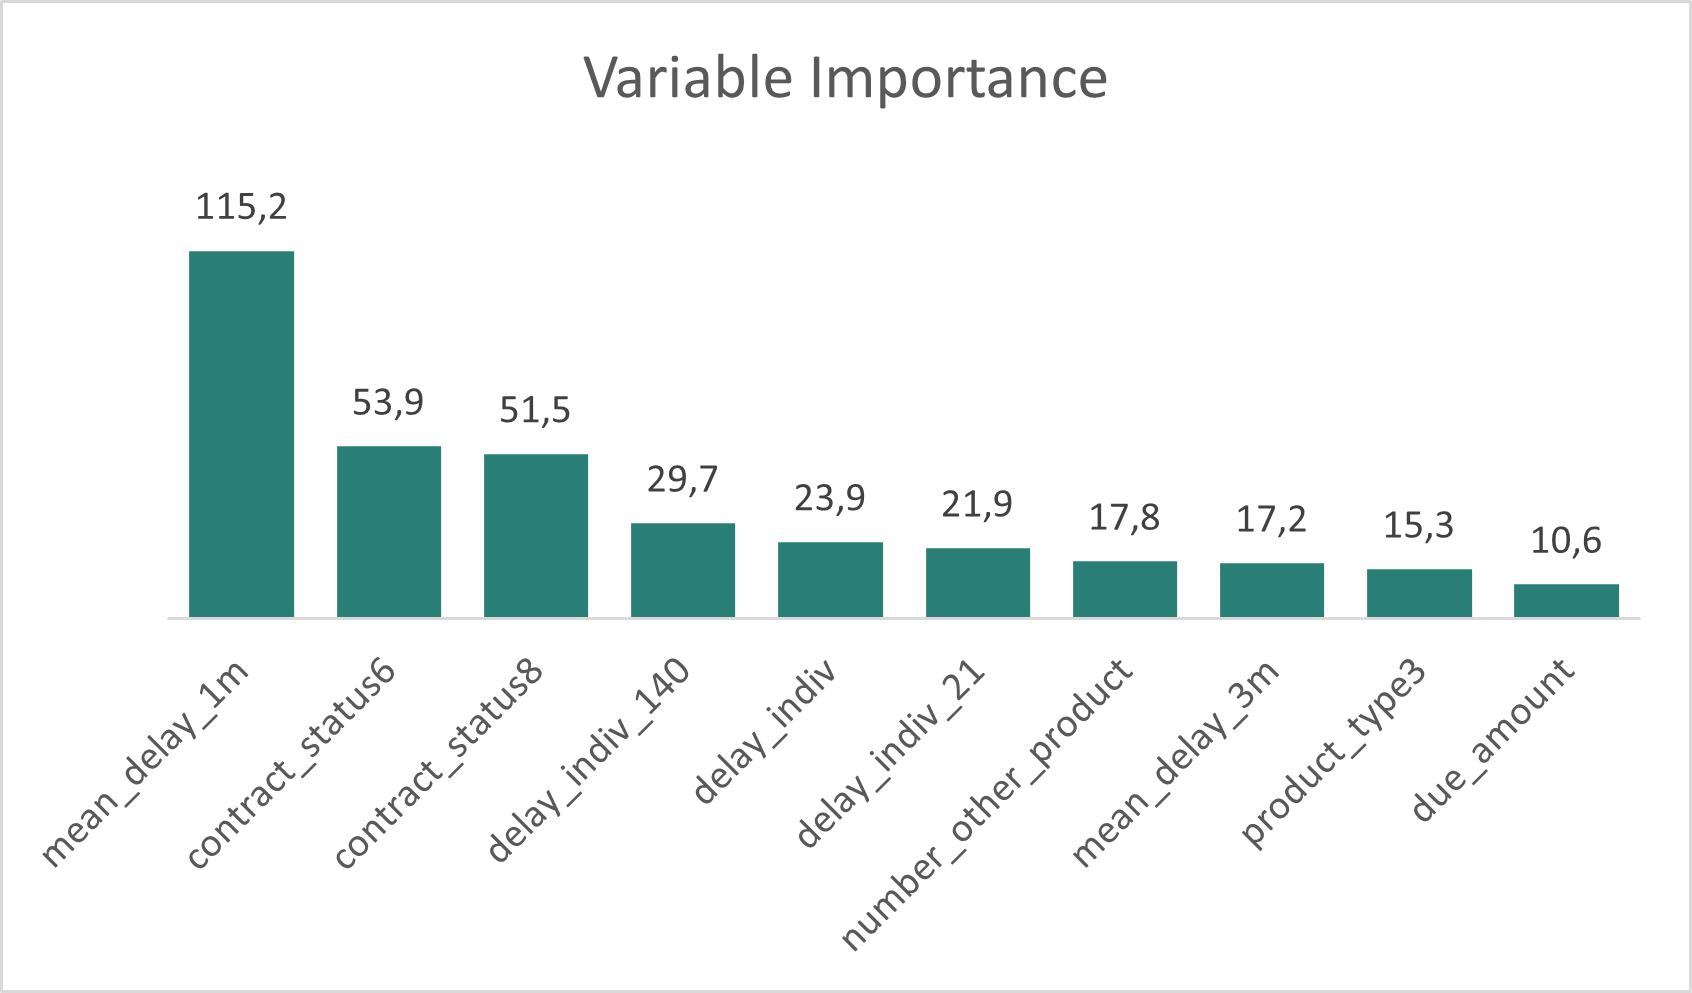 Variable Importance
115,2
53,9
51,5
29,7
23,9
21,9
17,8
17,2
15,3
10,6
mean_delay_1m
contract_status6
contract_status8
delay_indiv_140
delay_indiv
delay_indiv_21
number_other_product
mean_delay_3m
product_type3
due_amount